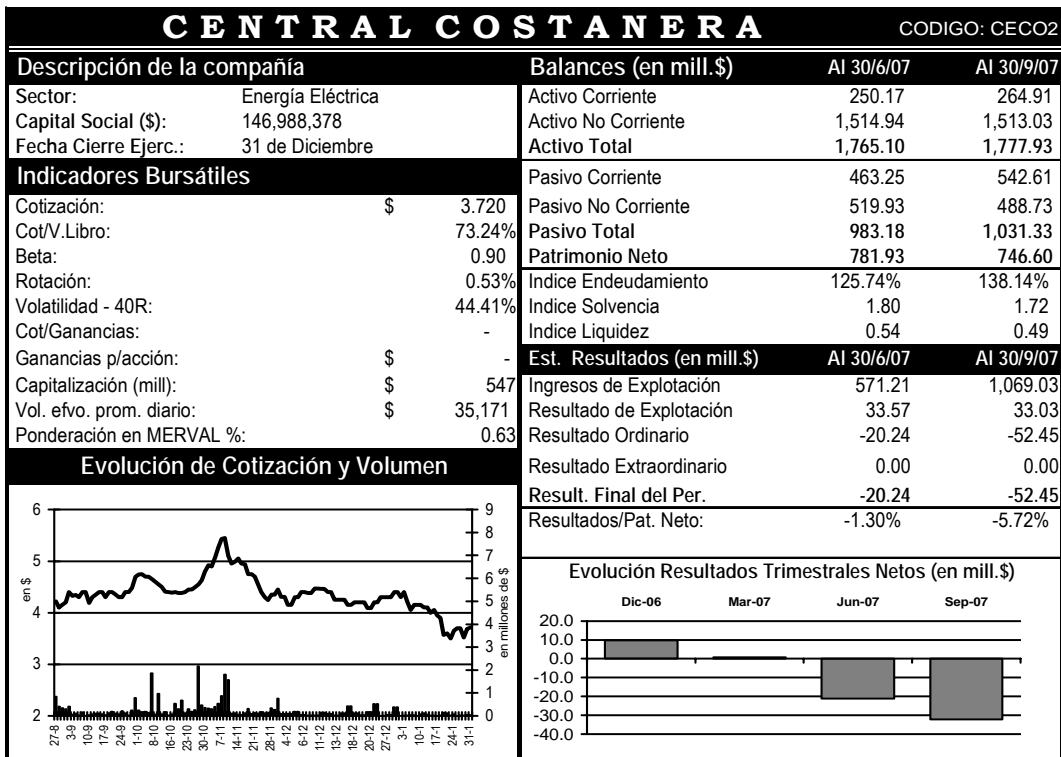 CENTRAL COSTANERA CODIGO: CECO2
Descripción de la compañía
Sector: Energía Eléctrica
Capital Social ($): 146,988,378
Fecha Cierre Ejerc.: 31 de Diciembre
Indicadores Bursátiles
Cotización: $ 3.720
Cot/V.Libro: 73.24%
Beta: 0.90
Rotación: 0.53%
Volatilidad - 40R: 44.41%
Cot/Ganancias: -
Ganancias p/acción: $ -
Capitalización (mill): $ 547
Vol. efvo. prom. diario: $ 35,171
Ponderación en MERVAL %: 0.63
Evolución de Cotización y Volumen
en $
6
5
4
3
2
9
8
7
6
5
4
3
2
1
0
en millones de $
27-8 3-9 10-9 17-9 24-9 1-10 8-10 16-10 23-10 30-10 7-11 14-11 21-11 28-11 4-12 6-12 11-12 13-12 18-12 20-12 27-12 3-1 10-1 17-1 24-1 31-1
Balances (en mill.$) Al 30/6/07 Al 30/9/07
Activo Corriente 250.17 264.91
Activo No Corriente 1,514.94 1,513.03
Activo Total 1,765.10 1,777.93
Pasivo Corriente 463.25 542.61
Pasivo No Corriente 519.93 488.73
Pasivo Total 983.18 1,031.33
Patrimonio Neto 781.93 746.60
Indice Endeudamiento 125.74% 138.14%
Indice Solvencia 1.80 1.72
Indice Liquidez 0.54 0.49
Est. Resultados (en mill.$) Al 30/6/07 Al 30/9/07
Ingresos de Explotación 571.21 1,069.03
Resultado de Explotación 33.57 33.03
Resultado Ordinario -20.24 -52.45
Resultado Extraordinario 0.00 0.00
Result. Final del Per. -20.24 -52.45
Resultados/Pat. Neto: -1.30% -5.72%
Evolución Resultados Trimestrales Netos (en mill.$)
Dic-06 Mar-07 Jun-07 Sep-07
20.0
10.0
0.0
-10.0
-20.0
-30.0
-40.0